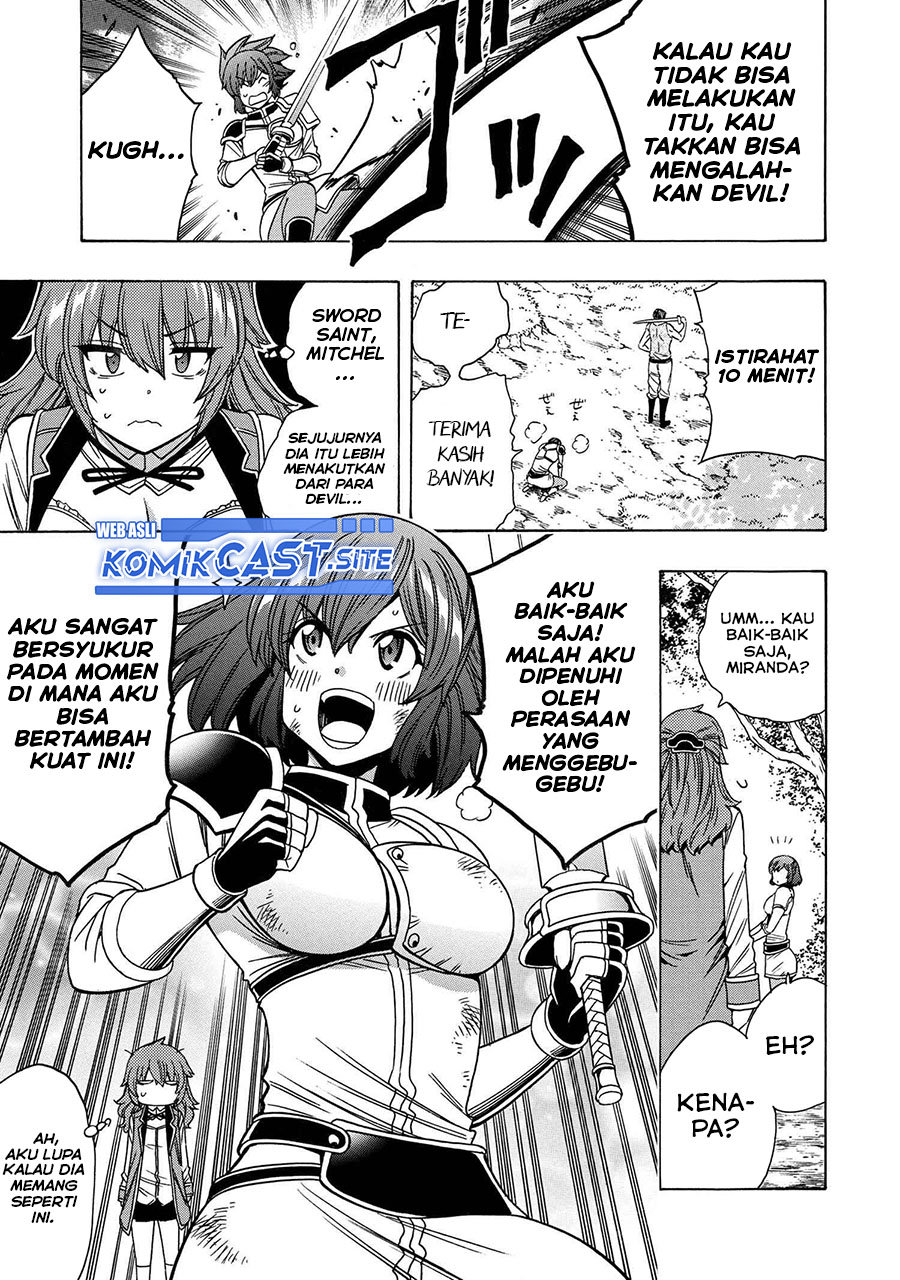 KALAU KAU
TIDAK BISA
MELAKUKAN
ITU, KAU
TAKKAN BISA
MENGALAH-
KAN DEVIL!
KUGH...
ISTIRAHAT
10 MENIT!
TE-
TERIMA
KASIH
BANYAK!
ぜぇ
ぜぇ
SWORD
SAINT,
MITCHEL
...
SEJUJURNYA
DIA ITU LEBIH
MENAKUTKAN
DARI PARA
DEVIL...
WEB ASLI
KOMIKCAST.SITE
UMM... KAU
BAIK-BAIK
SAJA,
MIRANDA?
EH?
KENA-
PA?
AKU
BAIK-BAIK
SAJA!
MALAH AKU
DIPENUHI
OLEH
PERASAAN
YANG
MENGGEBU-
GEBU!
AKU SANGAT
BERSYUKUR
PADA MOMEN
DI MANA AKU
BISA
BERTAMBAH
KUAT INI!
AH,
AKU LUPA
KALAU DIA
MEMANG
SEPERTI
INI.